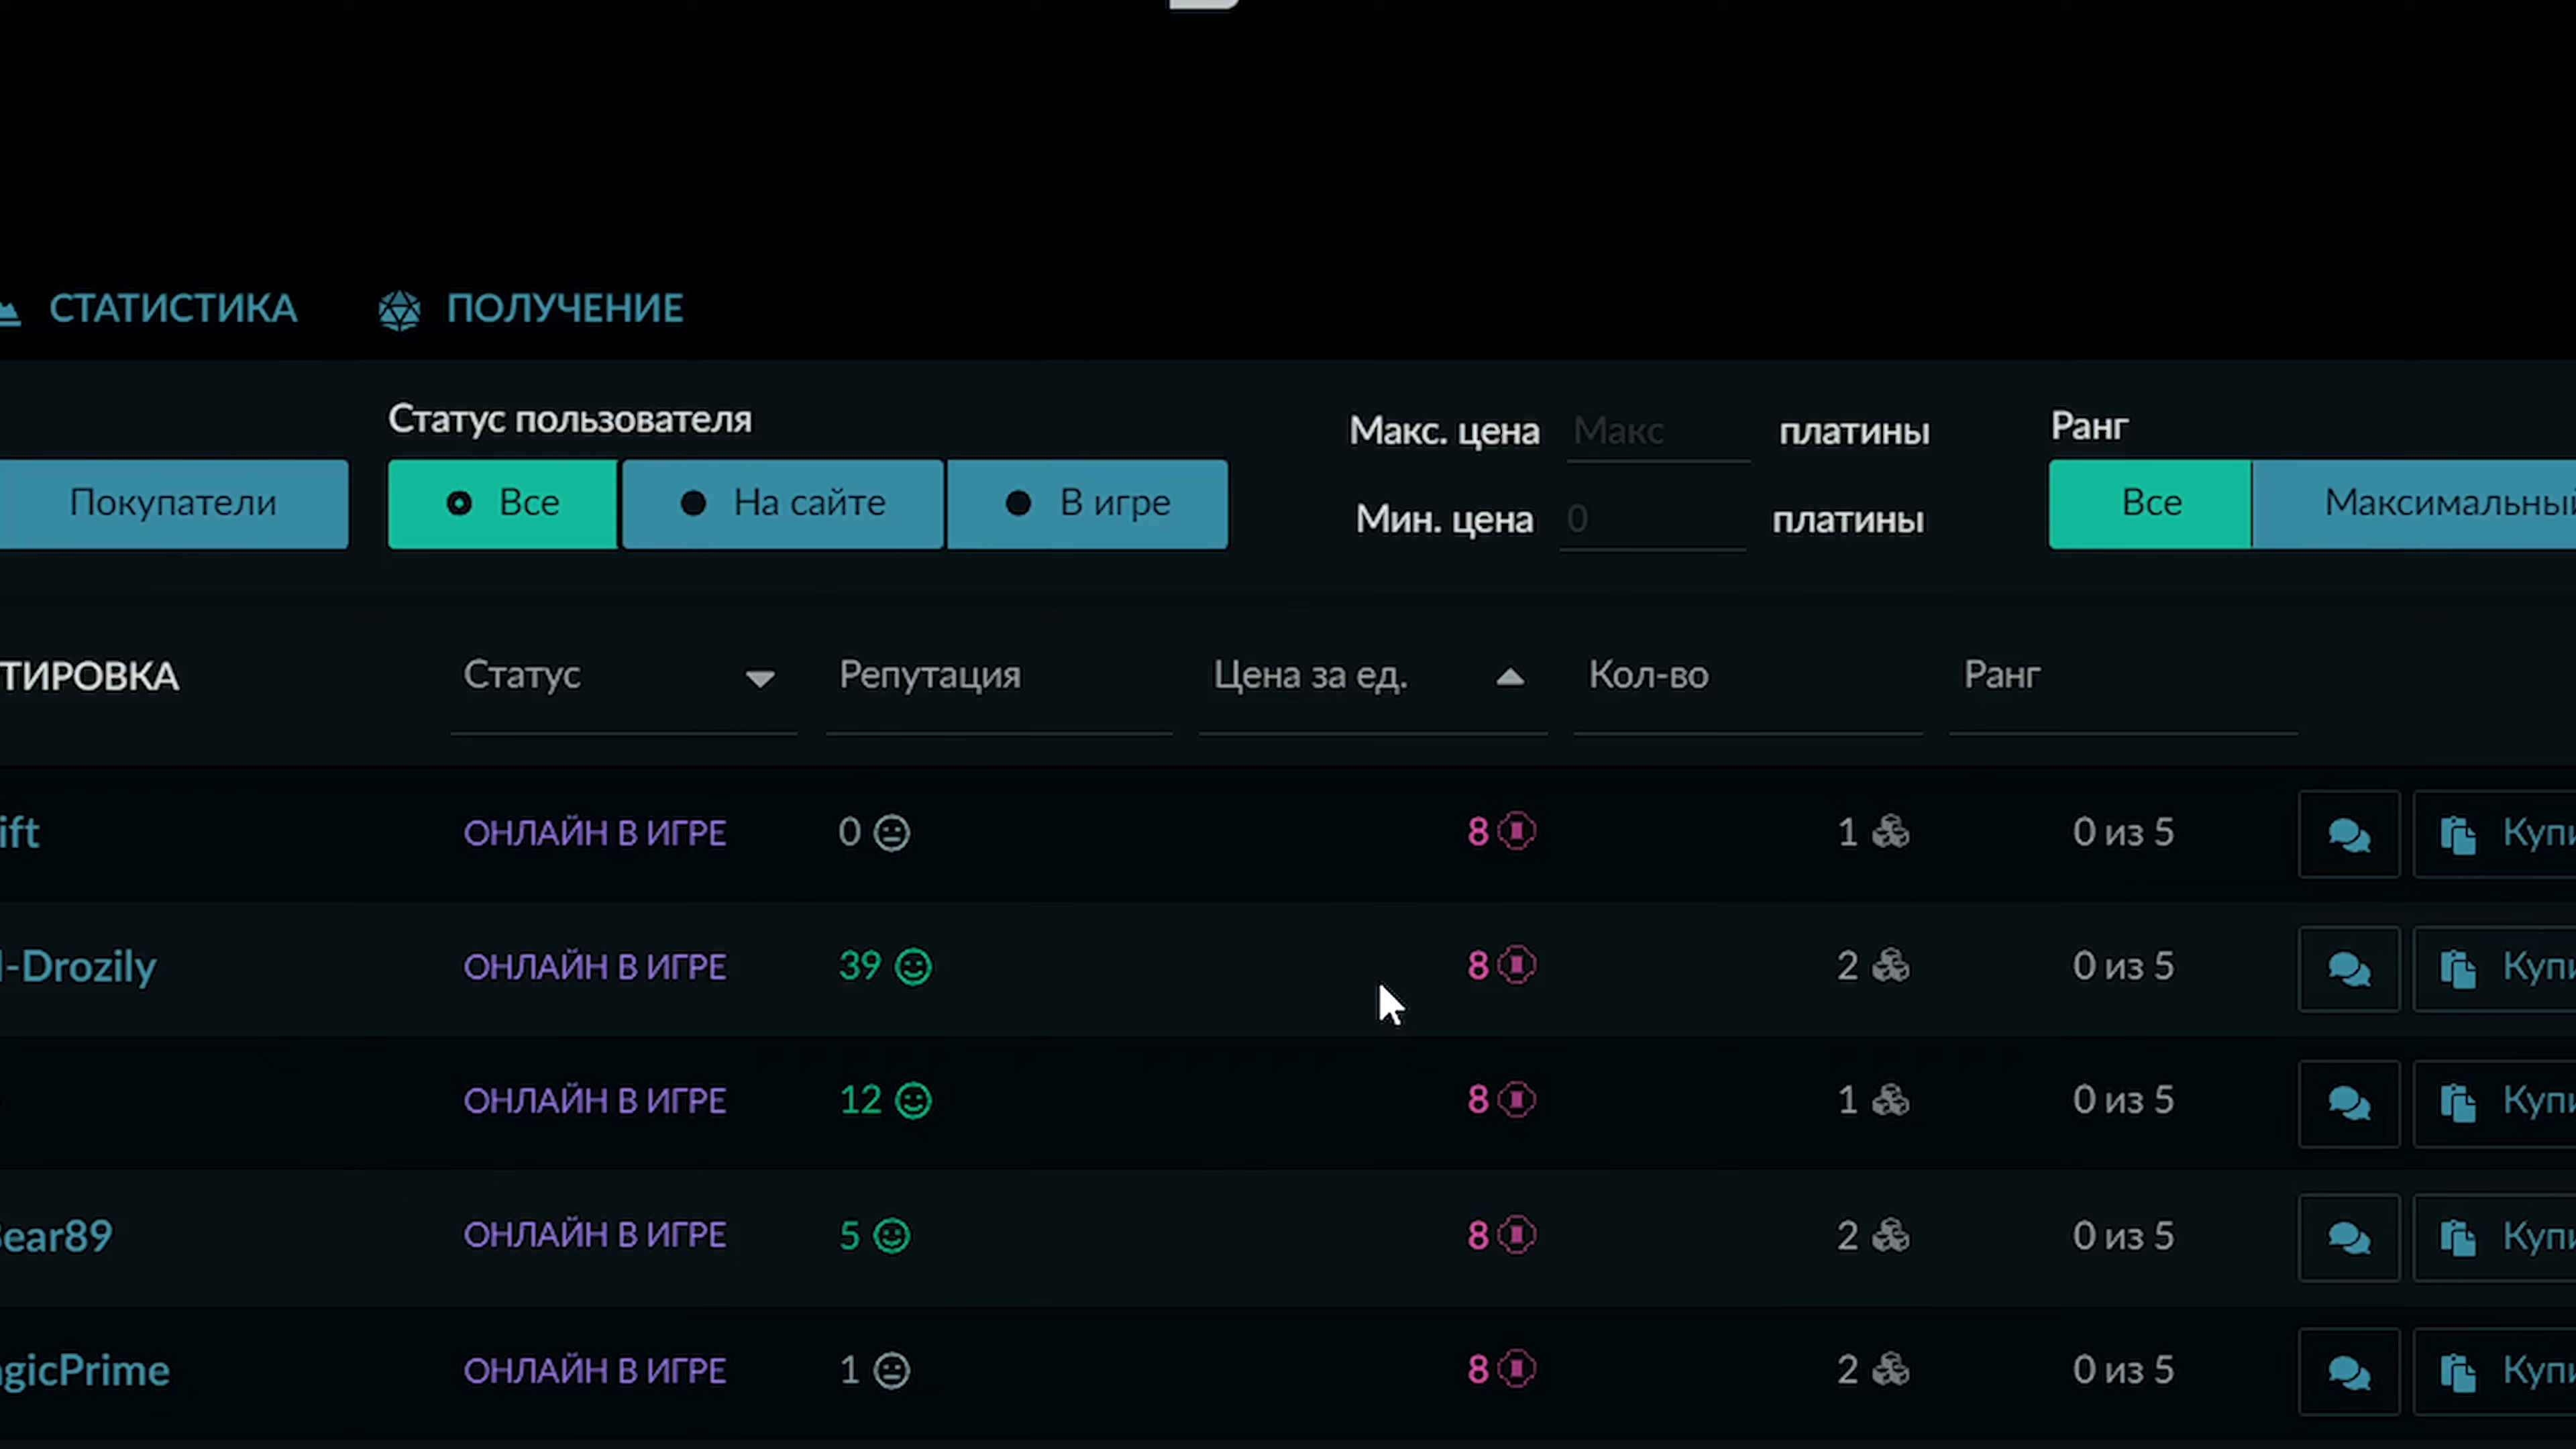 СТАТИСТИКА ПОЛУЧЕНИЕ
Статус пользователя
Макс. цена Макс платины
Ранг
Покупатели Все На сайте В игре
Мин. цена 0 платины
Все Максимальный
ТИРОВКА Статус Репутация Цена за ед. Кол-во Ранг
ift ОНЛАЙН В ИГРЕ 0 8 1 0 из 5 Купи
-Drozily ОНЛАЙН В ИГРЕ 39 8 2 0 из 5 Купи
ОНЛАЙН В ИГРЕ 12 8 1 0 из 5 Купи
ear89 ОНЛАЙН В ИГРЕ 5 8 2 0 из 5 Купи
gicPrime ОНЛАЙН В ИГРЕ 1 8 2 0 из 5 Купи